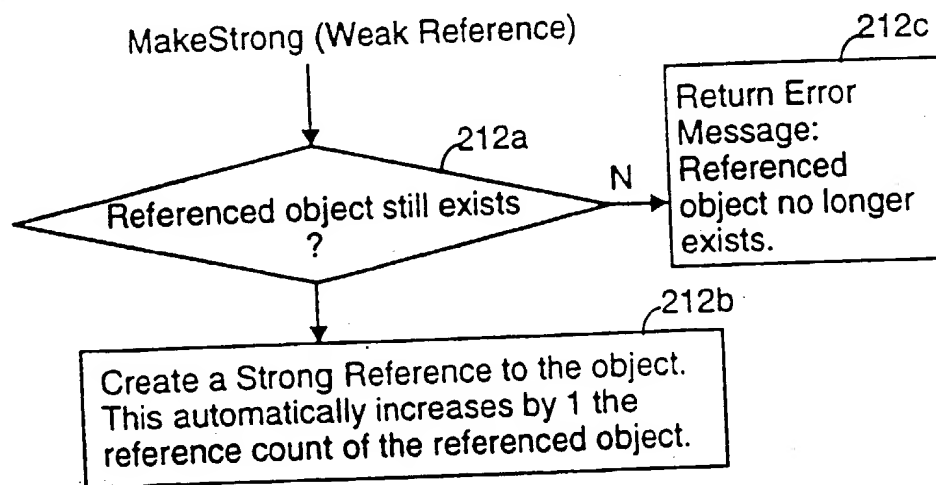 MakeStrong (Weak Reference)
212c
Return Error
Message:
Referenced
object no longer
exists.
212a
N
Referenced object still exists
?
212b
Create a Strong Reference to the object.
This automatically increases by 1 the
reference count of the referenced object.